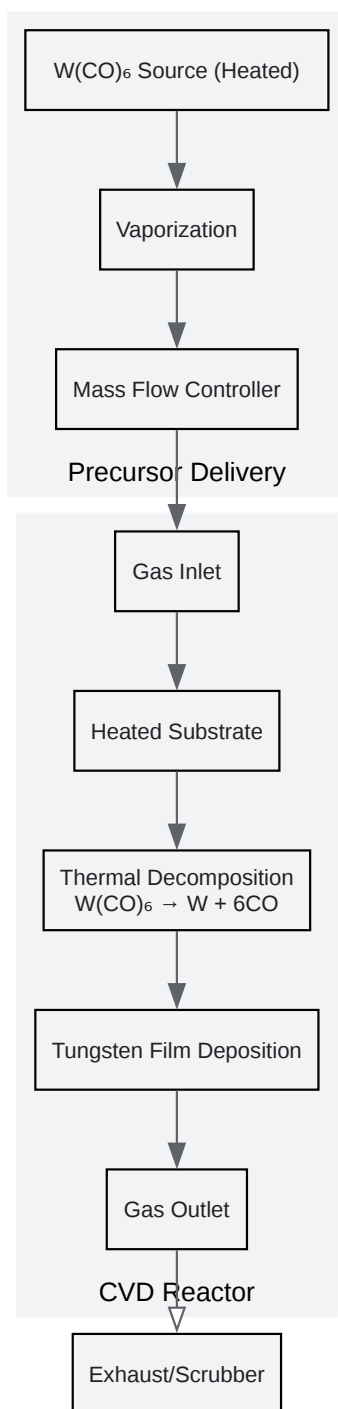 W(CO)₆ Source (Heated)
Vaporization
Mass Flow Controller
Precursor Delivery
Gas Inlet
Heated Substrate
Thermal Decomposition
W(CO)₆ → W + 6CO
Tungsten Film Deposition
Gas Outlet
CVD Reactor
Exhaust/Scrubber